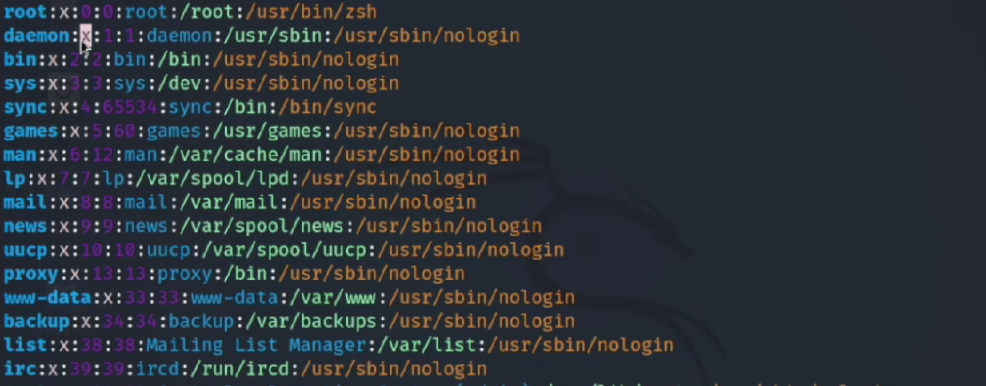 root:x:0:0:root:/root:/usr/bin/zsh
daemon:x:1:1:daemon:/usr/sbin:/usr/sbin/nologin
bin:x:2:2:bin:/bin:/usr/sbin/nologin
sys:x:3:3:sys:/dev:/usr/sbin/nologin
sync:x:4:65534:sync:/bin:/bin/sync
games:x:5:60:games:/usr/games:/usr/sbin/nologin
man:x:6:12:man:/var/cache/man:/usr/sbin/nologin
lp:x:7:7:lp:/var/spool/lpd:/usr/sbin/nologin
mail:x:8:8:mail:/var/mail:/usr/sbin/nologin
news:x:9:9:news:/var/spool/news:/usr/sbin/nologin
uucp:x:10:10:uucp:/var/spool/uucp:/usr/sbin/nologin
proxy:x:13:13:proxy:/bin:/usr/sbin/nologin
www-data:x:33:33:www-data:/var/www:/usr/sbin/nologin
backup:x:34:34:backup:/var/backups:/usr/sbin/nologin
list:x:38:38:Mailing List Manager:/var/list:/usr/sbin/nologin
irc:x:39:39:ircd:/run/ircd:/usr/sbin/nologin